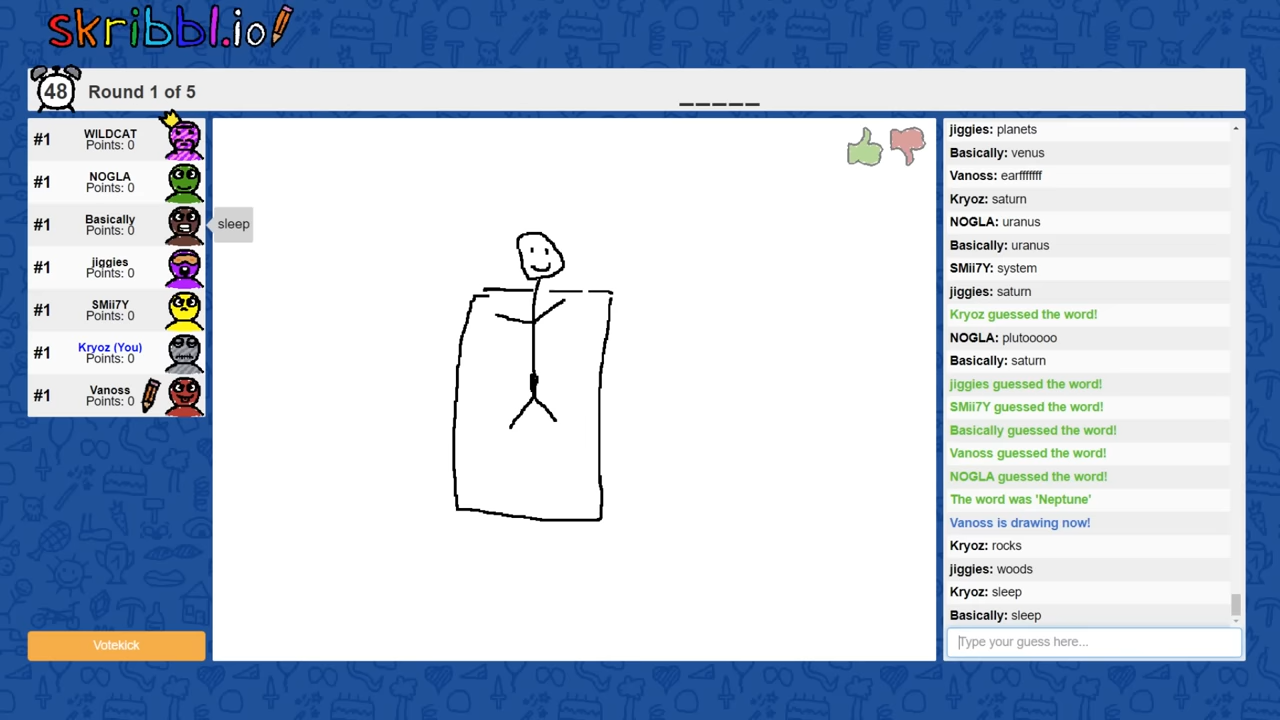 skribbl.io
48
Round 1 of 5
_____
#1
WILDCAT
Points: 0
#1
NOGLA
Points: 0
#1
Basically
Points: 0
sleep
#1
jiggies
Points: 0
#1
SMii7Y
Points: 0
#1
Kryoz (You)
Points: 0
#1
Vanoss
Points: 0
Votekick
jiggies: planets
Basically: venus
Vanoss: earfffffff
Kryoz: saturn
NOGLA: uranus
Basically: uranus
SMii7Y: system
jiggies: saturn
Kryoz guessed the word!
NOGLA: plutooooo
Basically: saturn
jiggies guessed the word!
SMii7Y guessed the word!
Basically guessed the word!
Vanoss guessed the word!
NOGLA guessed the word!
The word was 'Neptune'
Vanoss is drawing now!
Kryoz: rocks
jiggies: woods
Kryoz: sleep
Basically: sleep
Type your guess here...